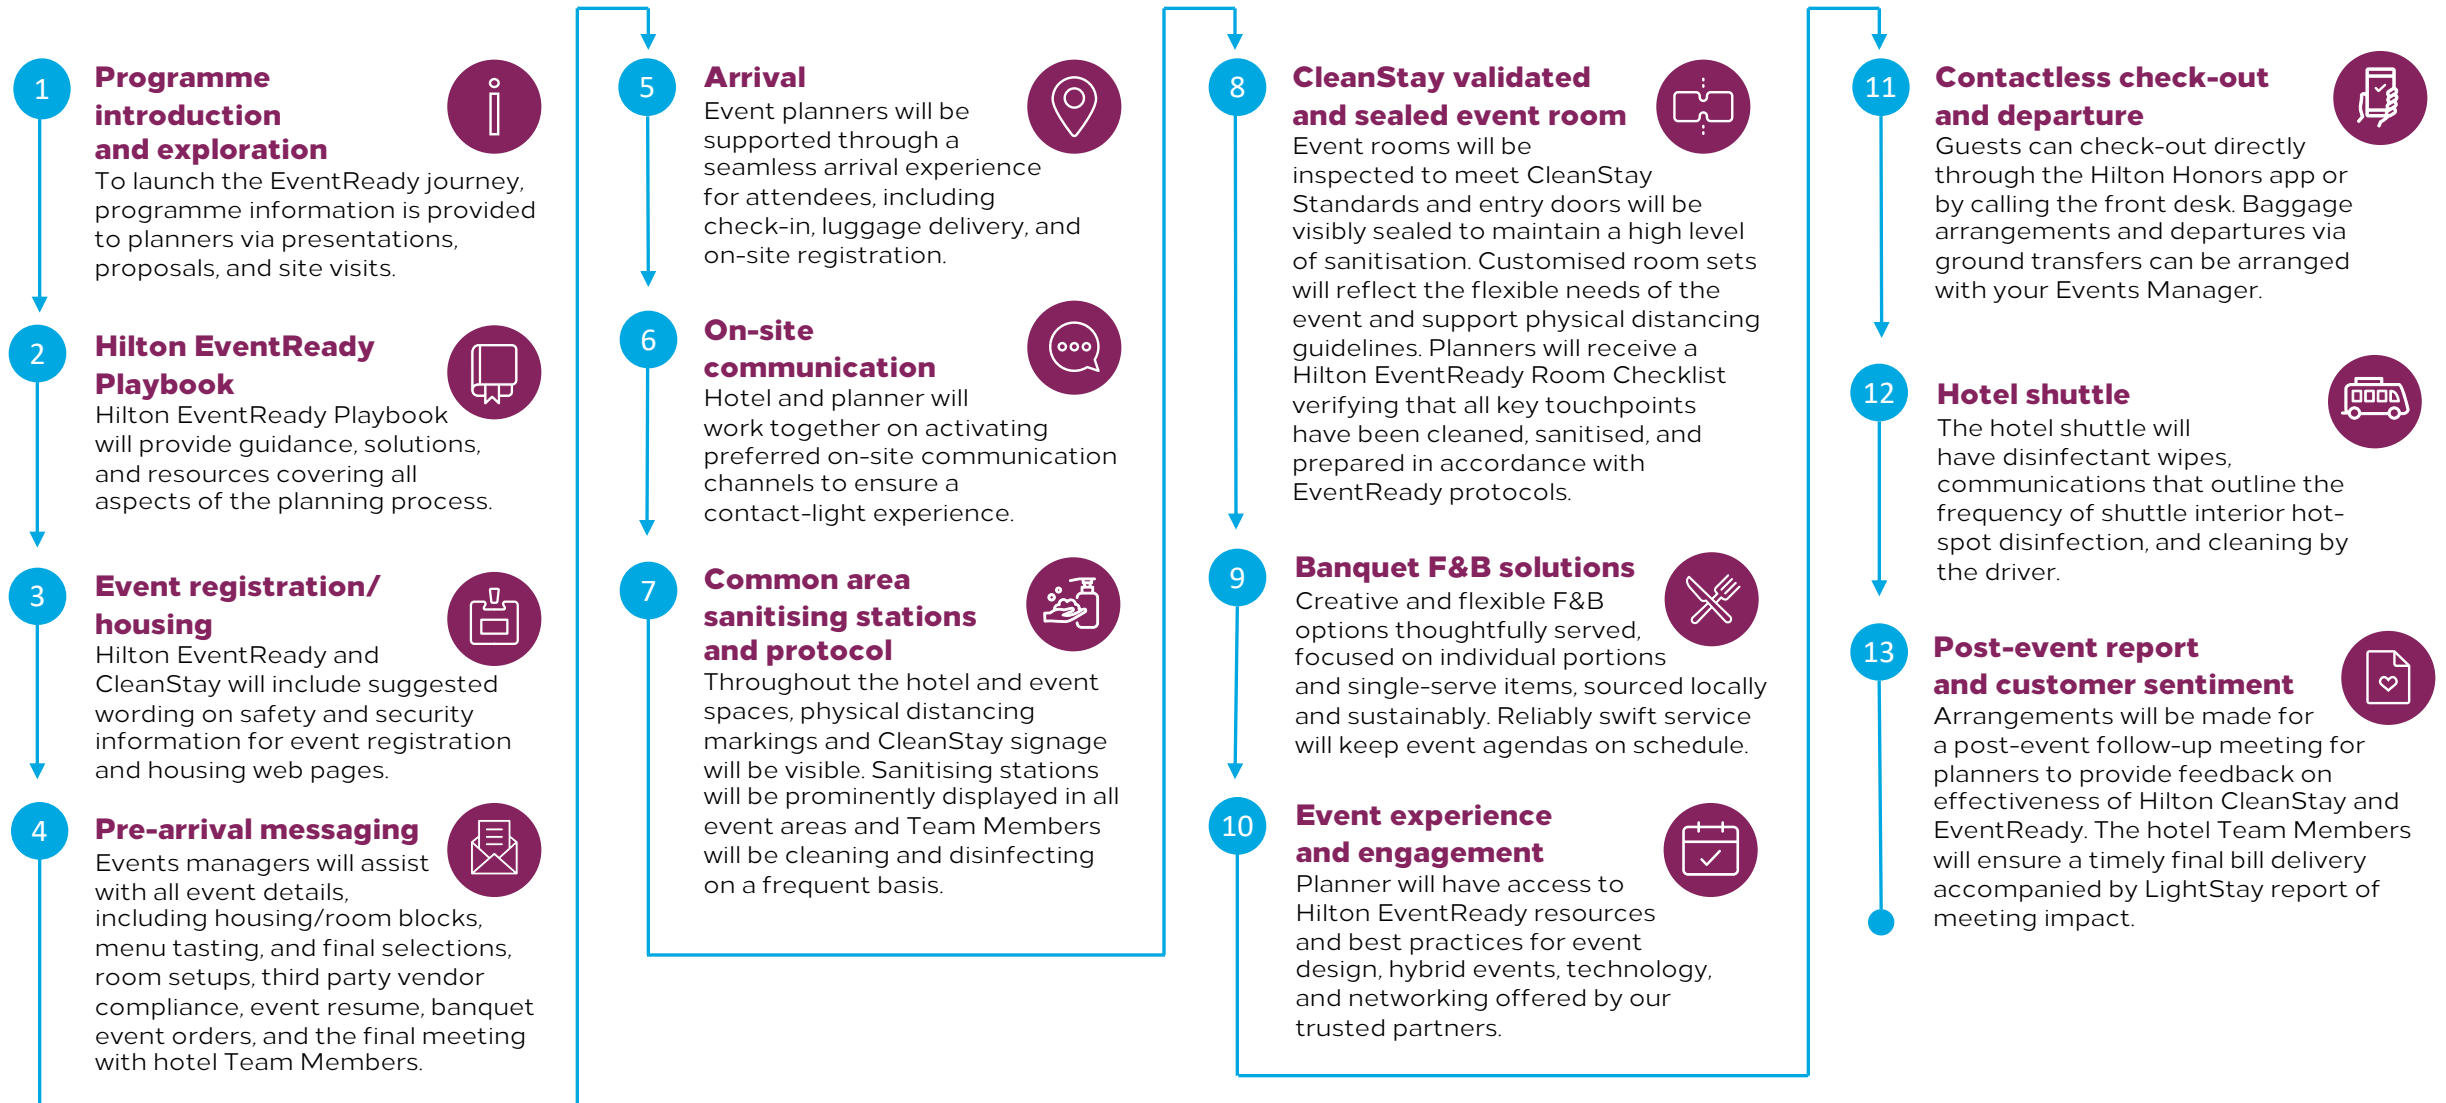 1
Programme
introduction
and exploration
To launch the EventReady journey,
programme information is provided
to planners via presentations,
proposals, and site visits.
2
Hilton EventReady
Playbook
Hilton EventReady Playbook
will provide guidance, solutions,
and resources covering all
aspects of the planning process.
3
Event registration/
housing
Hilton EventReady and
CleanStay will include suggested
wording on safety and security
information for event registration
and housing web pages.
4
Pre-arrival messaging
Events managers will assist
with all event details,
including housing/room blocks,
menu tasting, and final selections,
room setups, third party vendor
compliance, event resume, banquet
event orders, and the final meeting
with hotel Team Members.
5
Arrival
Event planners will be
supported through a
seamless arrival experience
for attendees, including
check-in, luggage delivery, and
on-site registration.
6
On-site
communication
Hotel and planner will
work together on activating
preferred on-site communication
channels to ensure a
contact-light experience.
7
Common area
sanitising stations
and protocol
Throughout the hotel and event
spaces, physical distancing
markings and CleanStay signage
will be visible. Sanitising stations
will be prominently displayed in all
event areas and Team Members
will be cleaning and disinfecting
on a frequent basis.
8
CleanStay validated
and sealed event room
Event rooms will be
inspected to meet CleanStay
Standards and entry doors will be
visibly sealed to maintain a high level
of sanitisation. Customised room sets
will reflect the flexible needs of the
event and support physical distancing
guidelines. Planners will receive a
Hilton EventReady Room Checklist
verifying that all key touchpoints
have been cleaned, sanitised, and
prepared in accordance with
EventReady protocols.
9
Banquet F&B solutions
Creative and flexible F&B
options thoughtfully served,
focused on individual portions
and single-serve items, sourced locally
and sustainably. Reliably swift service
will keep event agendas on schedule.
10
Event experience
and engagement
Planner will have access to
Hilton EventReady resources
and best practices for event
design, hybrid events, technology,
and networking offered by our
trusted partners.
11
Contactless check-out
and departure
Guests can check-out directly
through the Hilton Honors app or
by calling the front desk. Baggage
arrangements and departures via
ground transfers can be arranged
with your Events Manager.
12
Hotel shuttle
The hotel shuttle will
have disinfectant wipes,
communications that outline the
frequency of shuttle interior hot-
spot disinfection, and cleaning by
the driver.
13
Post-event report
and customer sentiment
Arrangements will be made for
a post-event follow-up meeting for
planners to provide feedback on
effectiveness of Hilton CleanStay and
EventReady. The hotel Team Members
will ensure a timely final bill delivery
accompanied by LightStay report of
meeting impact.